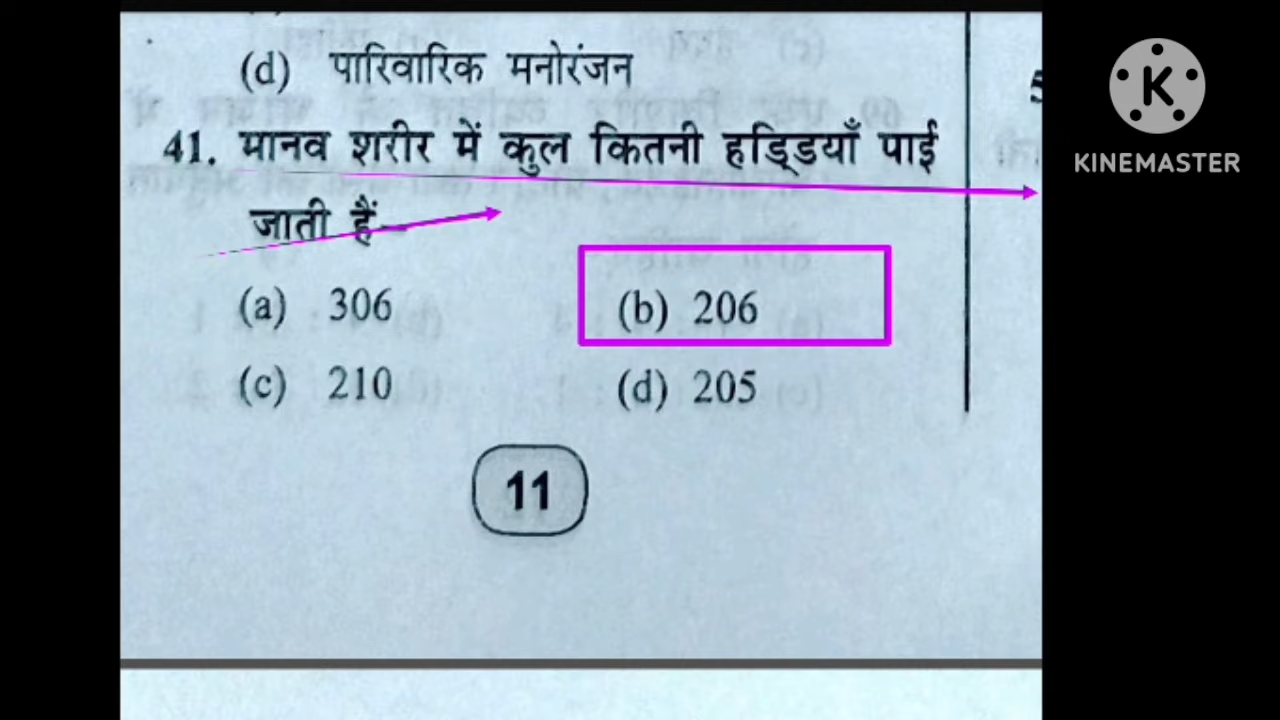 (d) पारिवारिक मनोरंजन
41. मानव शरीर में कुल कितनी हड्डियाँ पाई
जाती हैं–
(a) 306 (b) 206
(c) 210 (d) 205
11
K
KINEMASTER